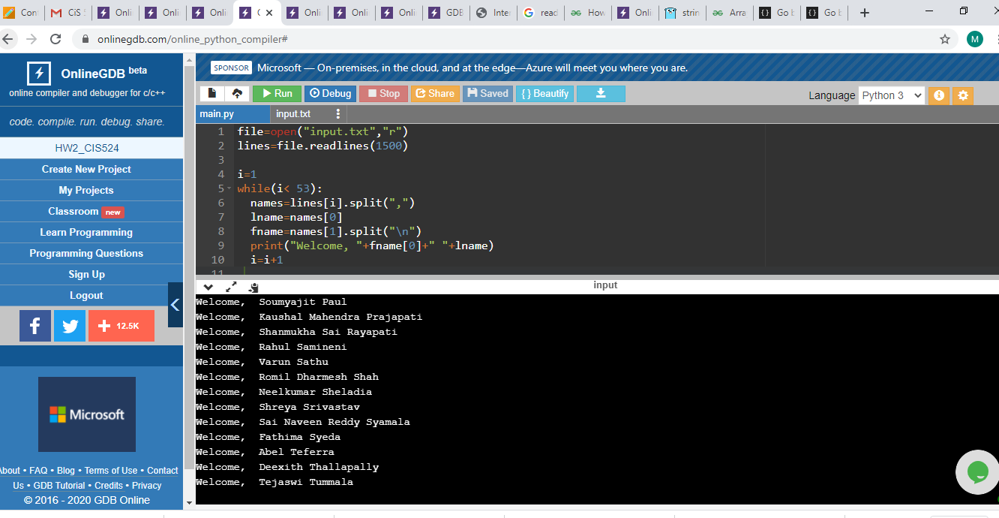 Con
CiS
Onli
Onli
Onli
Onli
Onli
Onli
GDE
Inte
reac
How
Onli
strin
Arra
Go b
Go b
onlinegdb.com/online_python_compiler#
M
OnlineGDB beta
online compiler and debugger for c/c++
code. compile. run. debug. share.
HW2_CIS524
Create New Project
My Projects
Classroom new
Learn Programming
Programming Questions
Sign Up
Logout
12.5K
Microsoft
About • FAQ • Blog • Terms of Use • Contact
Us • GDB Tutorial • Credits • Privacy
© 2016 - 2020 GDB Online
SPONSOR Microsoft — On-premises, in the cloud, and at the edge—Azure will meet you where you are.
Run Debug Stop Share Saved { } Beautify
Language Python 3
main.py input.txt
1 file=open("input.txt","r")
2 lines=file.readlines(1500)
3
4 i=1
5 while(i< 53):
6 names=lines[i].split(",")
7 lname=names[0]
8 fname=names[1].split("\n")
9 print("Welcome, "+fname[0]+" "+lname)
10 i=i+1
11
input
Welcome,  Soumyajit Paul
Welcome,  Kaushal Mahendra Prajapati
Welcome,  Shanmukha Sai Rayapati
Welcome,  Rahul Samineni
Welcome,  Varun Sathu
Welcome,  Romil Dharmesh Shah
Welcome,  Neelkumar Sheladia
Welcome,  Shreya Srivastav
Welcome,  Sai Naveen Reddy Syamala
Welcome,  Fathima Syeda
Welcome,  Abel Teferra
Welcome,  Deexith Thallapally
Welcome,  Tejaswi Tummala